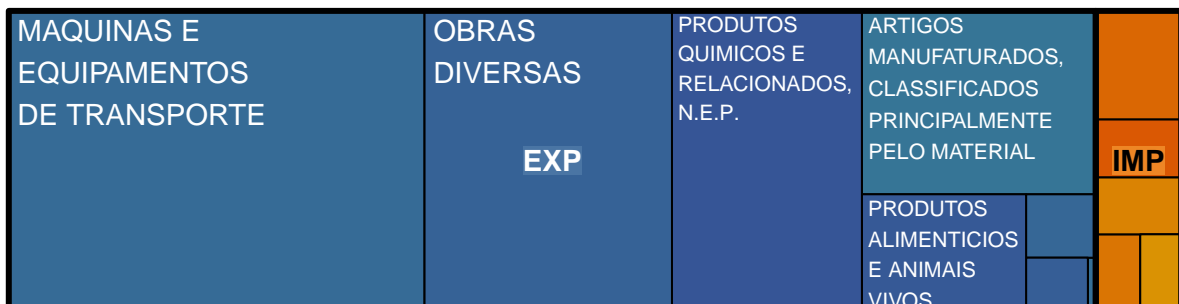 MAQUINAS E
EQUIPAMENTOS
DE TRANSPORTE
OBRAS
DIVERSAS
EXP
PRODUTOS
QUIMICOS E
RELACIONADOS,
N.E.P.
ARTIGOS
MANUFATURADOS,
CLASSIFICADOS
PRINCIPALMENTE
PELO MATERIAL
PRODUTOS
ALIMENTICIOS
E ANIMAIS
VIVOS
IMP